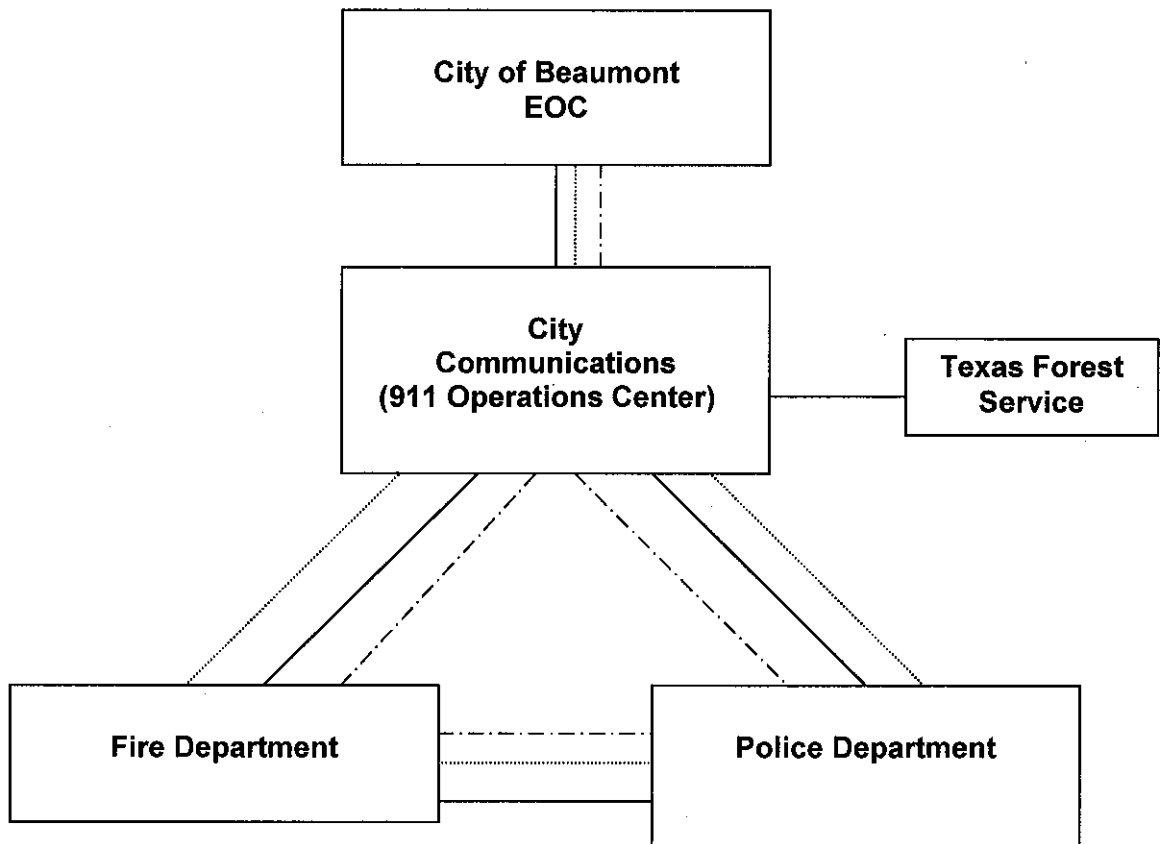 City of Beaumont
EOC
City
Communications
(911 Operations Center)
Texas Forest
Service
Fire Department
Police Department